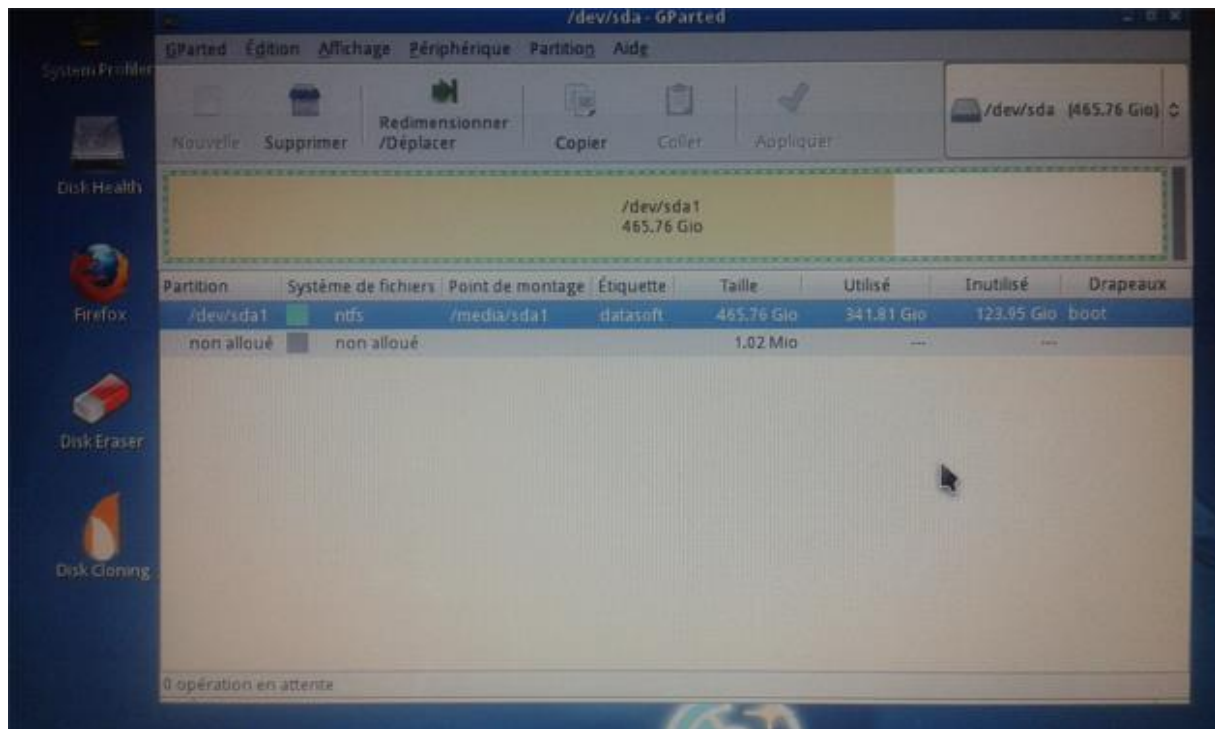 /dev/sda - GParted
GParted Édition Affichage Périphérique Partition Aide
System Profiler
Nouvelle Supprimer Redimensionner /Déplacer Copier Coller Appliquer
/dev/sda (465.76 Gio)
Disk Health
/dev/sda1
465.76 Gio
Partition Système de fichiers Point de montage Étiquette Taille Utilisé Inutilisé Drapeaux
/dev/sda1 ntfs /media/sda1 datasoft 465.76 Gio 341.81 Gio 123.95 Gio boot
non alloué non alloué 1.02 Mio --- ---
Firefox
Disk Eraser
Disk Cloning
0 opération en attente